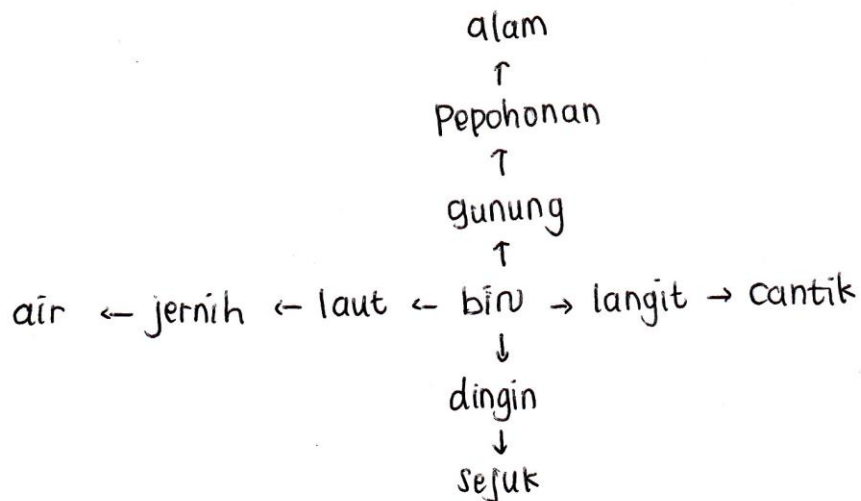 alam
↑
Pepohonan
↑
gunung
↑
air ← jernih ← laut ← biru → langit → cantik
↓
dingin
↓
sejuk